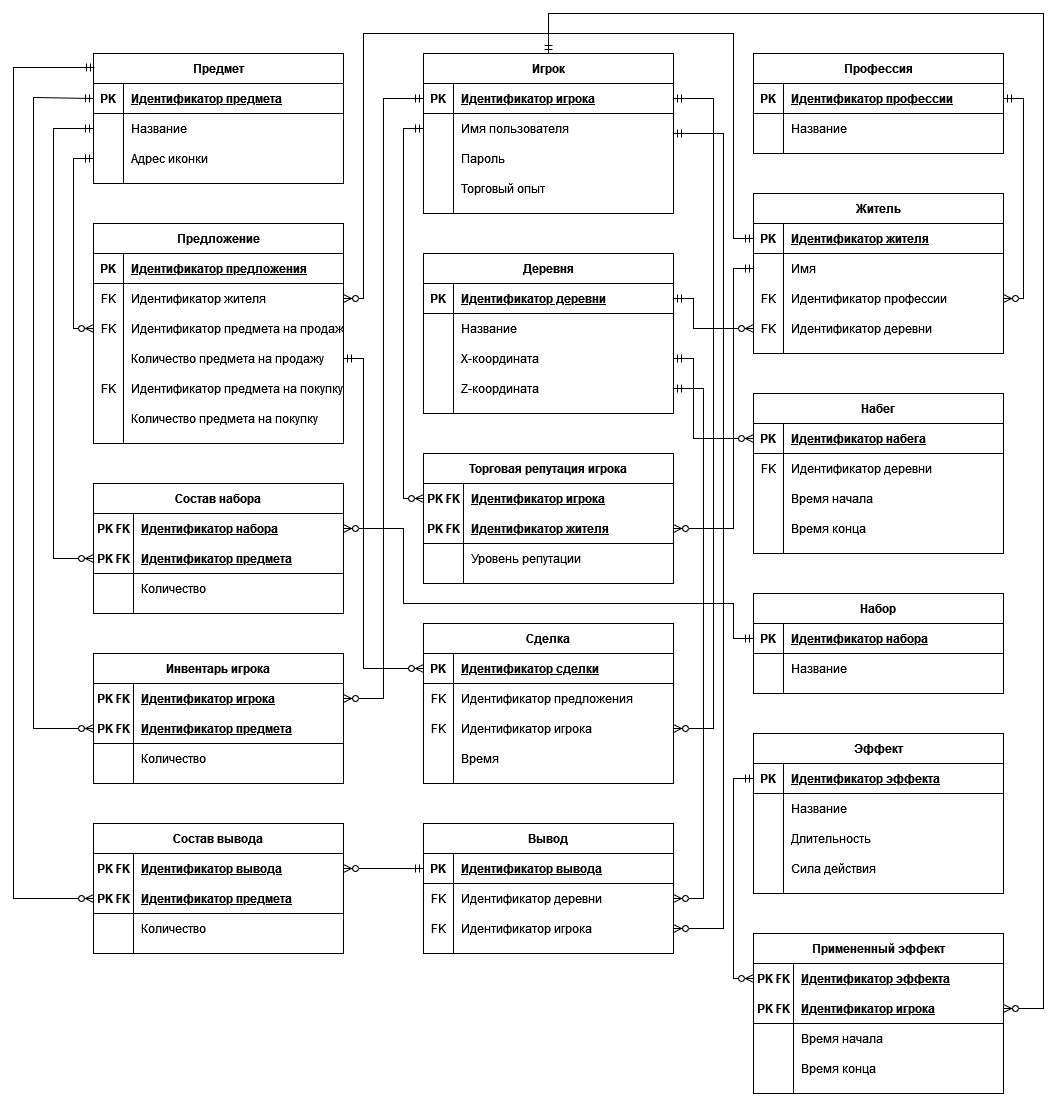 Предмет
PK Идентификатор предмета
Название
Адрес иконки
Предложение
PK Идентификатор предложения
FK Идентификатор жителя
FK Идентификатор предмета на продаж
Количество предмета на продажу
FK Идентификатор предмета на покупку
Количество предмета на покупку
Состав набора
PK FK Идентификатор набора
PK FK Идентификатор предмета
Количество
Инвентарь игрока
PK FK Идентификатор игрока
PK FK Идентификатор предмета
Количество
Состав вывода
PK FK Идентификатор вывода
PK FK Идентификатор предмета
Количество
Игрок
PK Идентификатор игрока
Имя пользователя
Пароль
Торговый опыт
Деревня
PK Идентификатор деревни
Название
X-координата
Z-координата
Торговая репутация игрока
PK FK Идентификатор игрока
PK FK Идентификатор жителя
Уровень репутации
Сделка
PK Идентификатор сделки
FK Идентификатор предложения
FK Идентификатор игрока
Время
Вывод
PK Идентификатор вывода
FK Идентификатор деревни
FK Идентификатор игрока
Профессия
PK Идентификатор профессии
Название
Житель
PK Идентификатор жителя
Имя
FK Идентификатор профессии
FK Идентификатор деревни
Набег
PK Идентификатор набега
FK Идентификатор деревни
Время начала
Время конца
Набор
PK Идентификатор набора
Название
Эффект
PK Идентификатор эффекта
Название
Длительность
Сила действия
Примененный эффект
PK FK Идентификатор эффекта
PK FK Идентификатор игрока
Время начала
Время конца